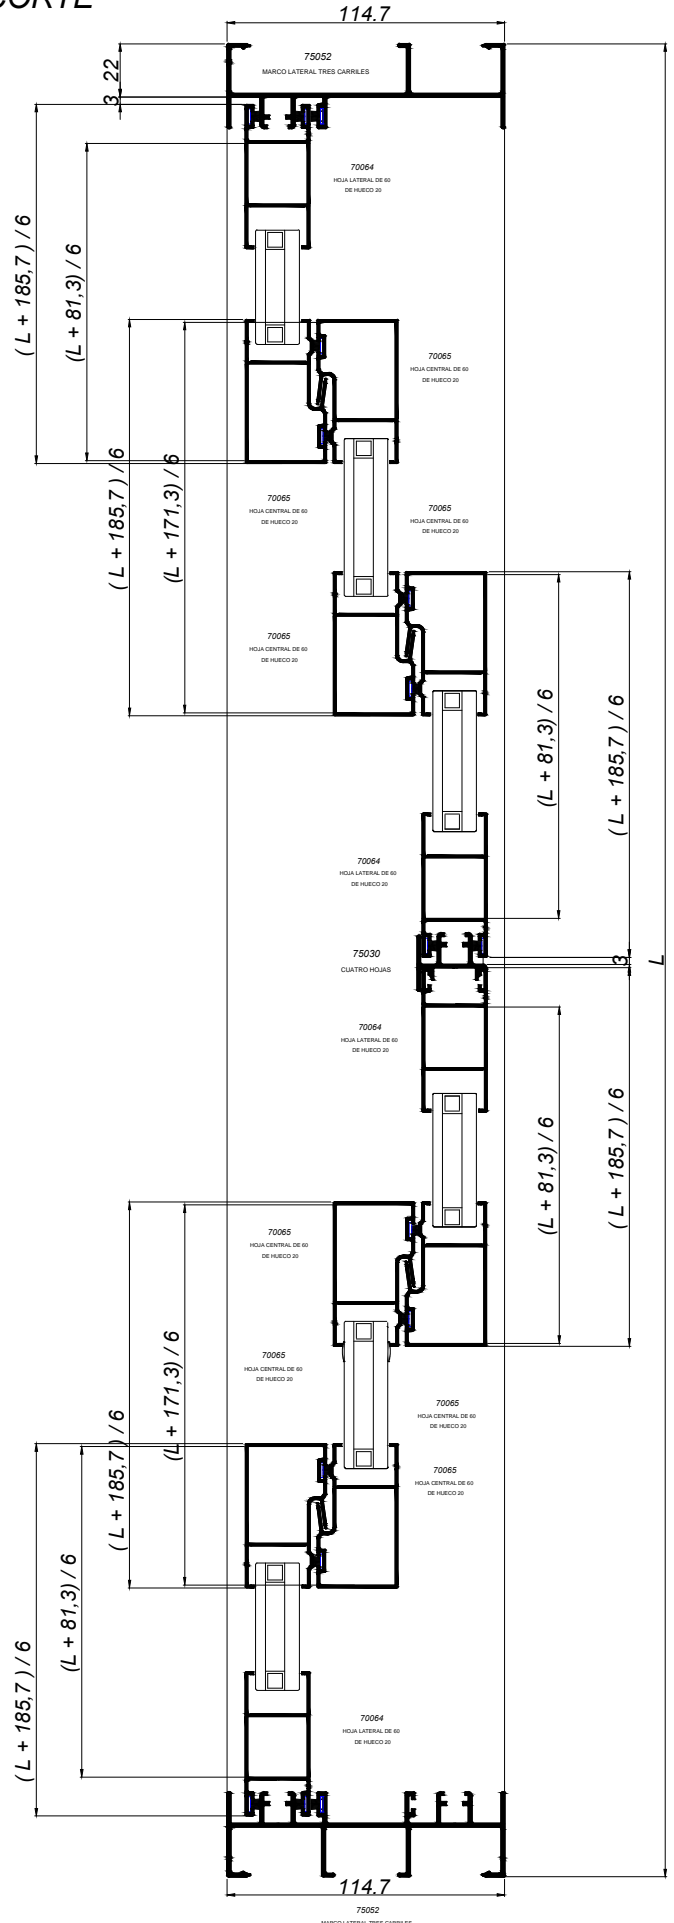 CORTE
114.7
75052
MARCO LATERAL TRES CARRILES
22
3
70064
HOJA LATERAL DE 60
DE HUECO 20
( L + 185,7 ) / 6
(L + 81,3) / 6
70065
HOJA CENTRAL DE 60
DE HUECO 20
( L + 185,7 ) / 6
(L + 171,3) / 6
70065
HOJA CENTRAL DE 60
DE HUECO 20
70065
HOJA CENTRAL DE 60
DE HUECO 20
70065
HOJA CENTRAL DE 60
DE HUECO 20
(L + 81,3) / 6
( L + 185,7 ) / 6
70064
HOJA LATERAL DE 60
DE HUECO 20
75030
CUATRO HOJAS
3
L
70064
HOJA LATERAL DE 60
DE HUECO 20
(L + 81,3) / 6
( L + 185,7 ) / 6
70065
HOJA CENTRAL DE 60
DE HUECO 20
70065
HOJA CENTRAL DE 60
DE HUECO 20
( L + 185,7 ) / 6
(L + 171,3) / 6
70065
HOJA CENTRAL DE 60
DE HUECO 20
70065
HOJA CENTRAL DE 60
DE HUECO 20
( L + 185,7 ) / 6
(L + 81,3) / 6
70064
HOJA LATERAL DE 60
DE HUECO 20
114.7
75052
MARCO LATERAL TRES CARRILES